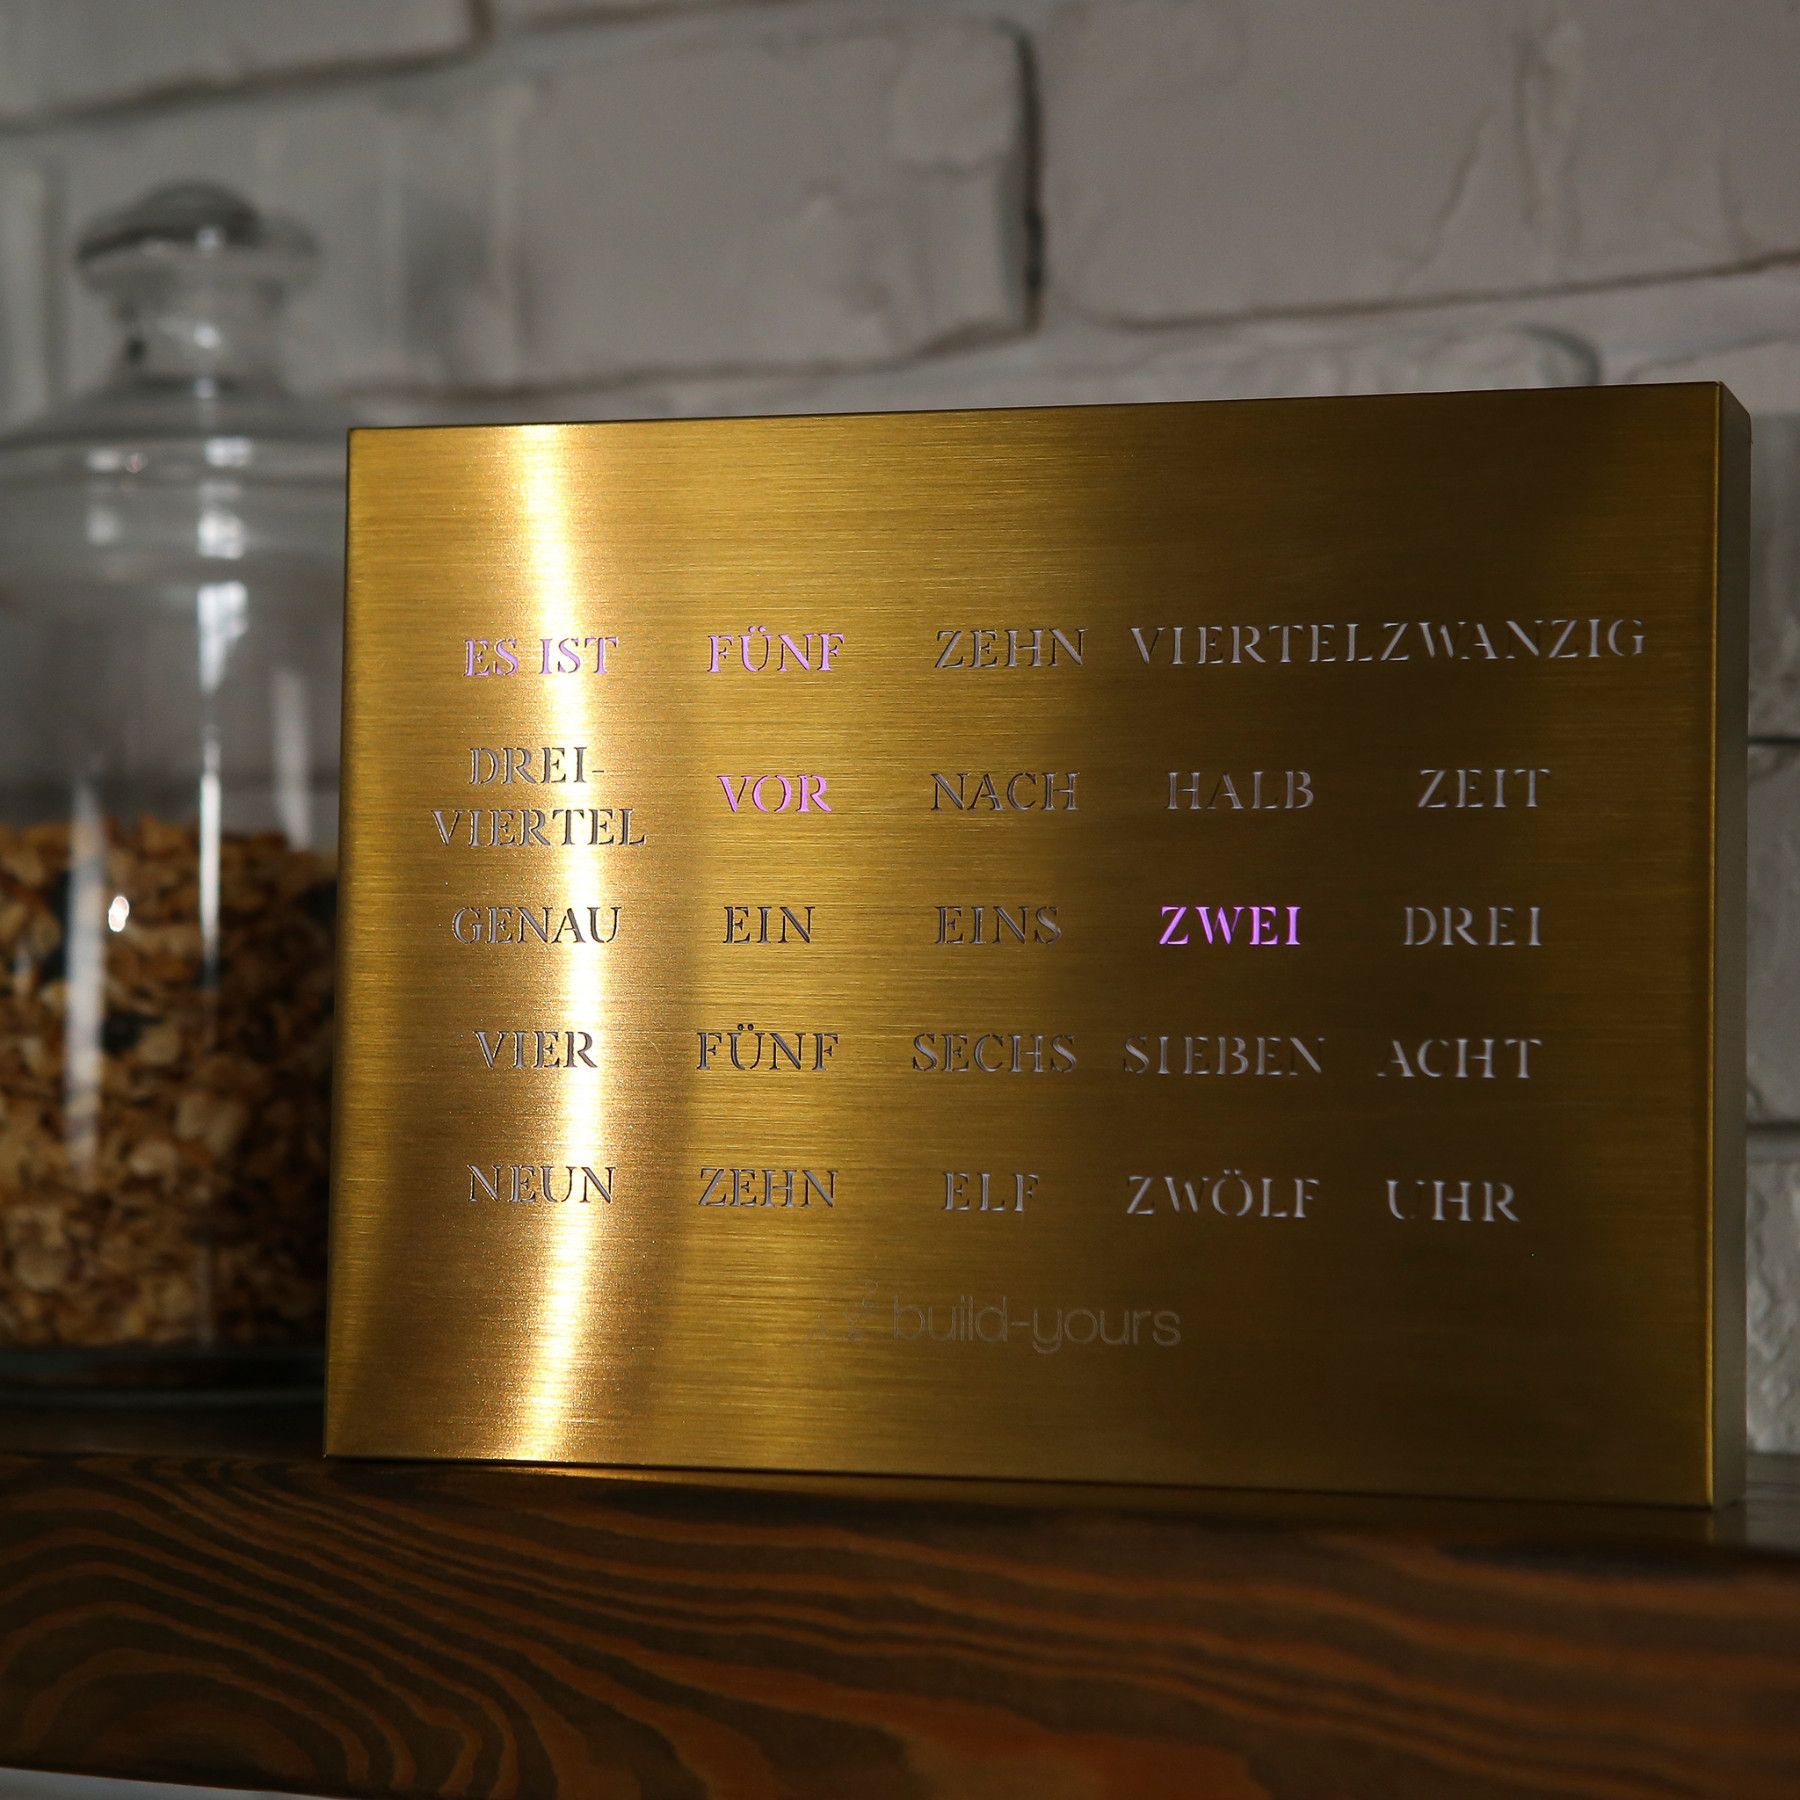 ES IST FÜNF ZEHN VIERTELZWANZIG
DREI-
VIERTEL VOR NACH HALB ZEIT
GENAU EIN EINS ZWEI DREI
VIER FÜNF SECHS SIEBEN ACHT
NEUN ZEHN ELF ZWÖLF UHR
build-yours